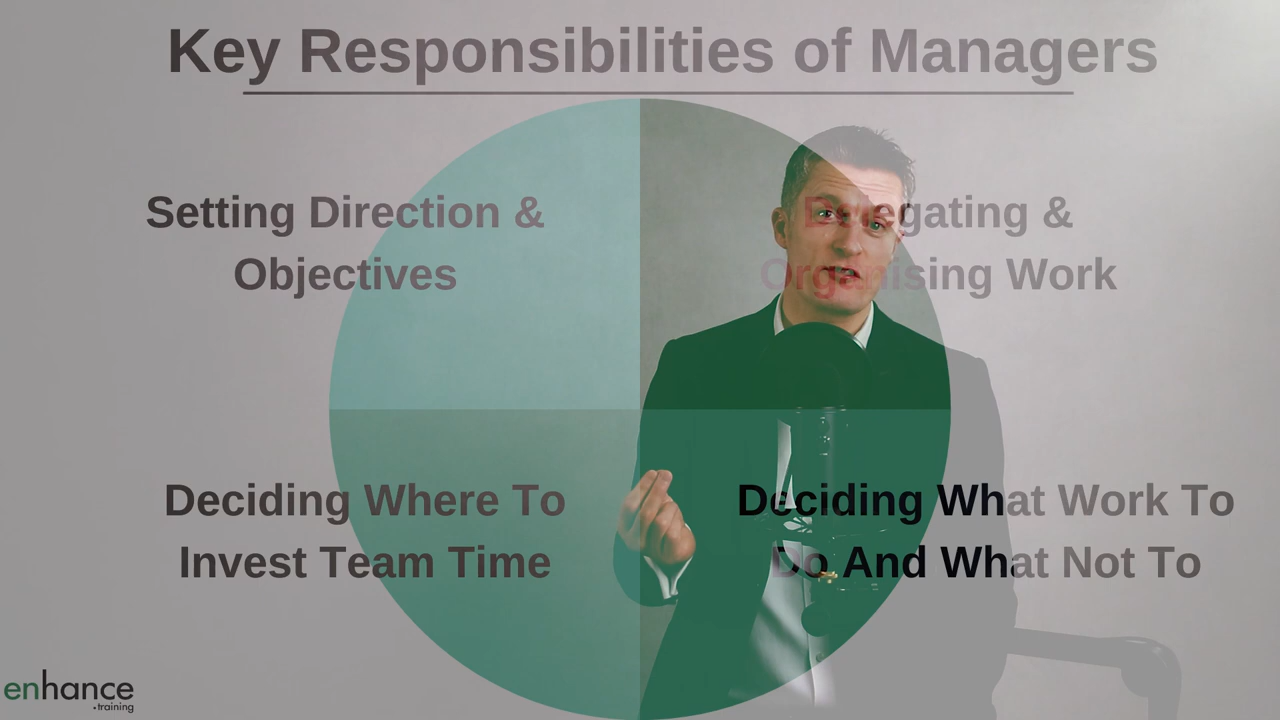 Key Responsibilities of Managers
Setting Direction &
Objectives
Delegating &
Organising Work
Deciding Where To
Invest Team Time
Deciding What Work To
Do And What Not To
enhance
.training